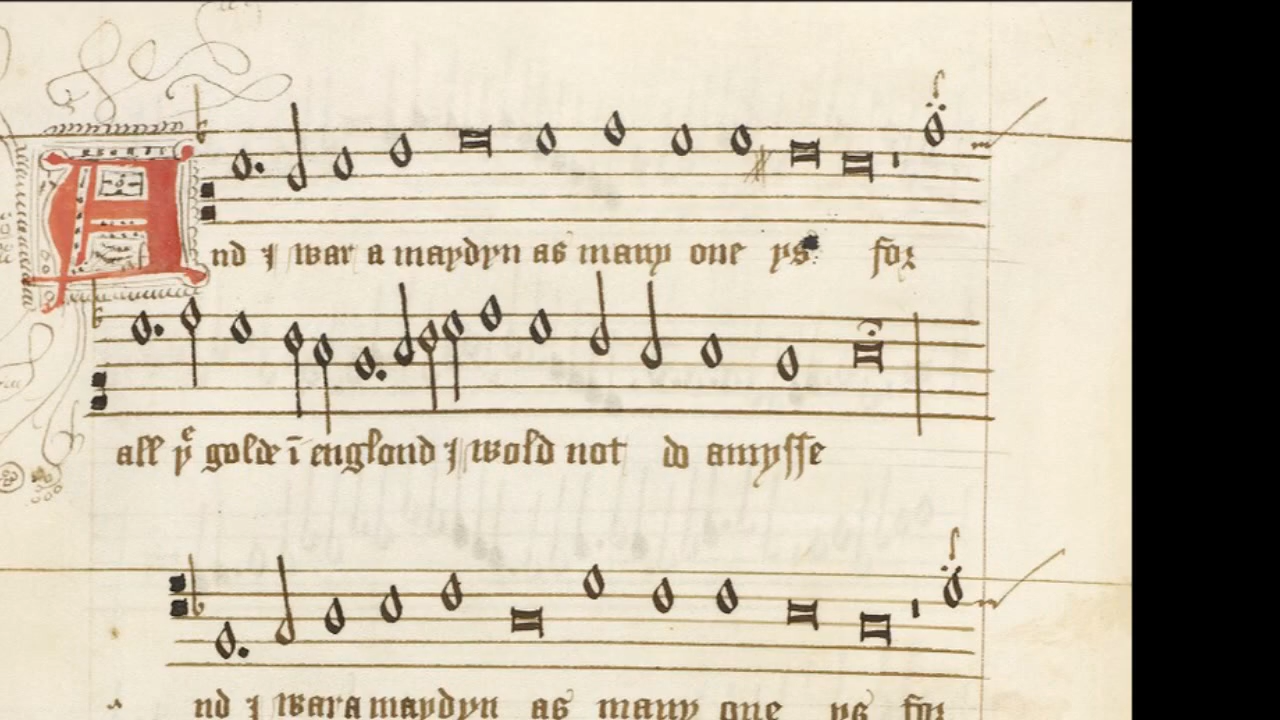 And I war a maydyn as many one ys for
all yͤ golde ī englond I wold not do amysse
nd I war a maydyn as many one ys for